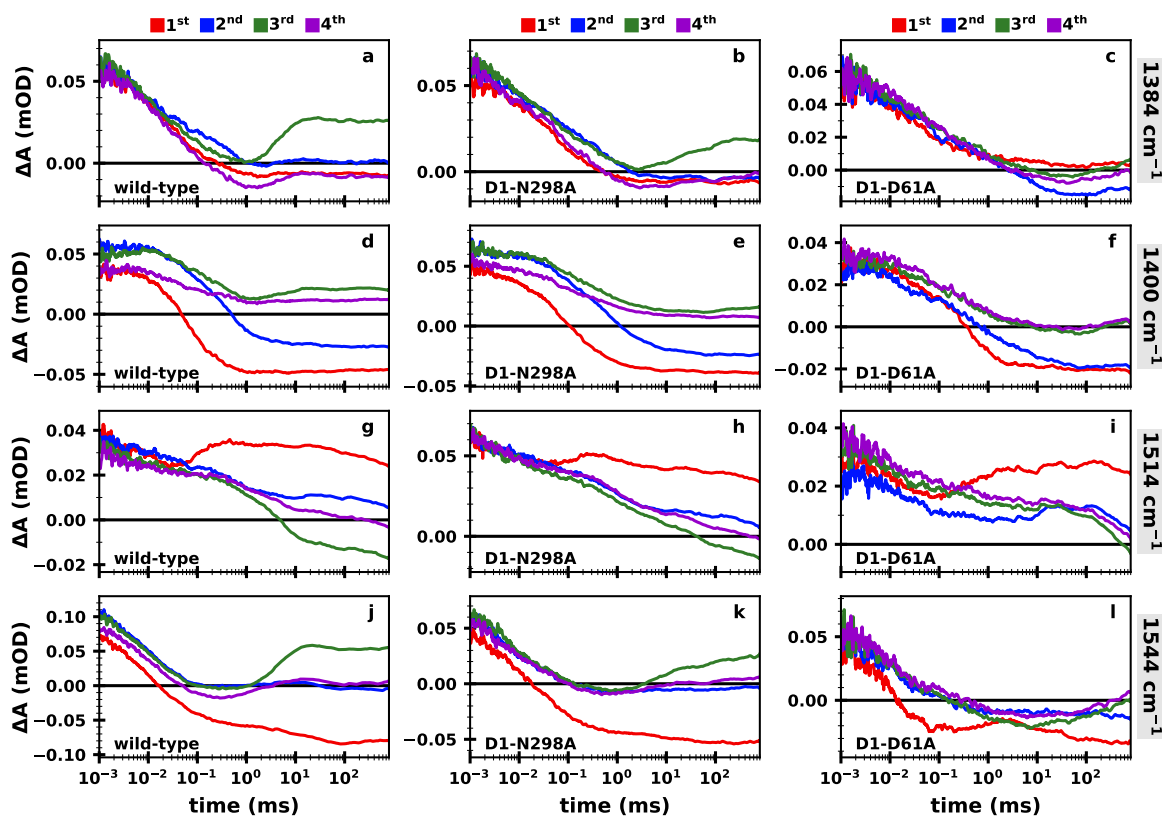 1st 2nd 3rd 4th 1st 2nd 3rd 4th 1st 2nd 3rd 4th
ΔA (mOD)
0.05
0.00
a
wild-type
0.05
0.00
b
D1-N298A
0.06
0.04
0.02
0.00
c
D1-D61A
1384 cm⁻¹
ΔA (mOD)
0.05
0.00
−0.05
d
wild-type
0.05
0.00
−0.05
e
D1-N298A
0.04
0.02
0.00
−0.02
f
D1-D61A
1400 cm⁻¹
ΔA (mOD)
0.04
0.02
0.00
−0.02
g
wild-type
0.05
0.00
h
D1-N298A
0.04
0.02
0.00
i
D1-D61A
1514 cm⁻¹
ΔA (mOD)
0.10
0.05
0.00
−0.05
−0.10
j
wild-type
0.05
0.00
−0.05
k
D1-N298A
0.05
0.00
l
D1-D61A
1544 cm⁻¹
10⁻³ 10⁻² 10⁻¹ 10⁰ 10¹ 10² 10⁻³ 10⁻² 10⁻¹ 10⁰ 10¹ 10² 10⁻³ 10⁻² 10⁻¹ 10⁰ 10¹ 10²
time (ms) time (ms) time (ms)